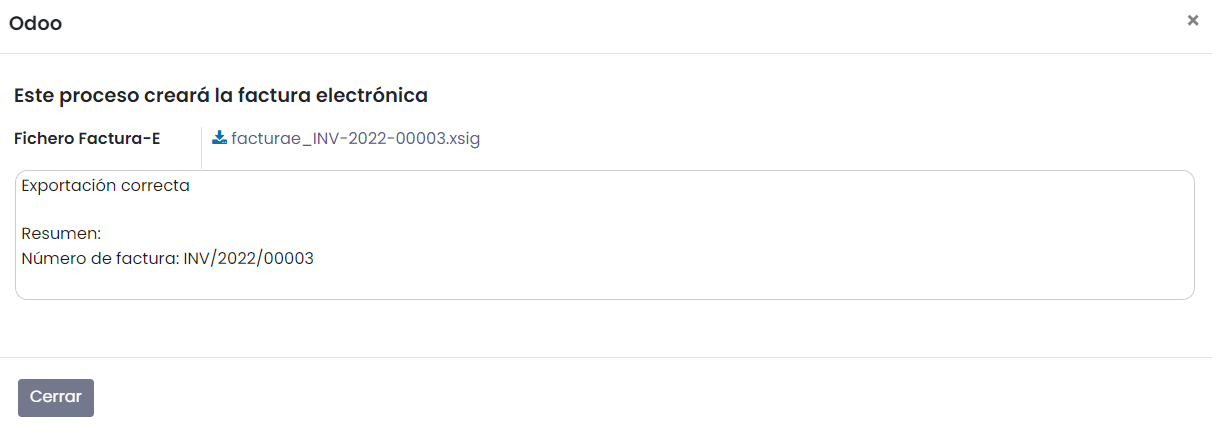 Odoo
×
Este proceso creará la factura electrónica
Fichero Factura-E facturae_INV-2022-00003.xsig
Exportación correcta
Resumen:
Número de factura: INV/2022/00003
Cerrar